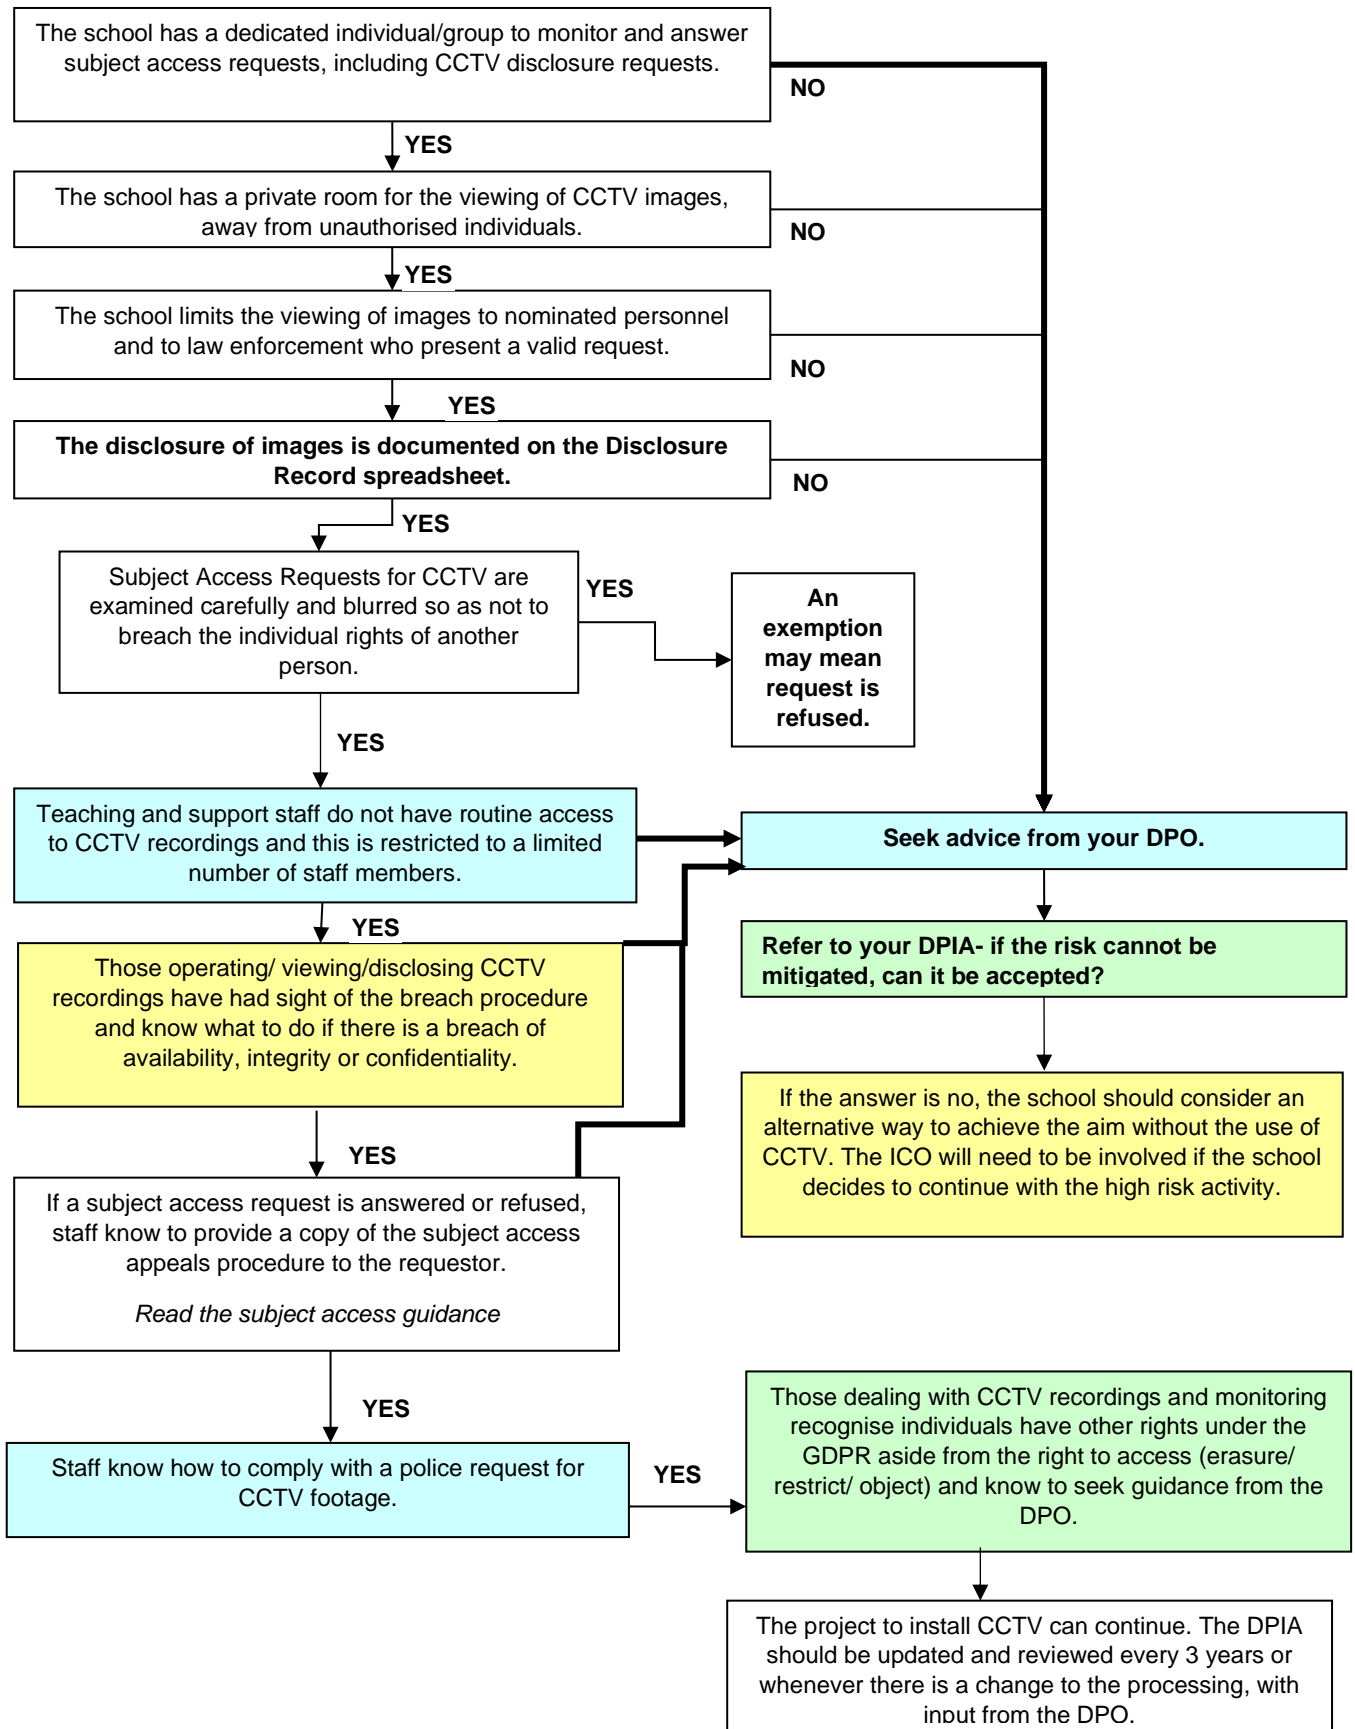 The school has a dedicated individual/group to monitor and answer
subject access requests, including CCTV disclosure requests.
NO
YES
The school has a private room for the viewing of CCTV images,
away from unauthorised individuals.
NO
YES
The school limits the viewing of images to nominated personnel
and to law enforcement who present a valid request.
NO
YES
The disclosure of images is documented on the Disclosure
Record spreadsheet.
NO
YES
Subject Access Requests for CCTV are
examined carefully and blurred so as not to
breach the individual rights of another
person.
YES
An
exemption
may mean
request is
refused.
YES
Teaching and support staff do not have routine access
to CCTV recordings and this is restricted to a limited
number of staff members.
Seek advice from your DPO.
YES
Those operating/ viewing/disclosing CCTV
recordings have had sight of the breach procedure
and know what to do if there is a breach of
availability, integrity or confidentiality.
Refer to your DPIA- if the risk cannot be
mitigated, can it be accepted?
If the answer is no, the school should consider an
alternative way to achieve the aim without the use of
CCTV. The ICO will need to be involved if the school
decides to continue with the high risk activity.
YES
If a subject access request is answered or refused,
staff know to provide a copy of the subject access
appeals procedure to the requestor.
Read the subject access guidance
YES
Staff know how to comply with a police request for
CCTV footage.
YES
Those dealing with CCTV recordings and monitoring
recognise individuals have other rights under the
GDPR aside from the right to access (erasure/
restrict/ object) and know to seek guidance from the
DPO.
The project to install CCTV can continue. The DPIA
should be updated and reviewed every 3 years or
whenever there is a change to the processing, with
input from the DPO.